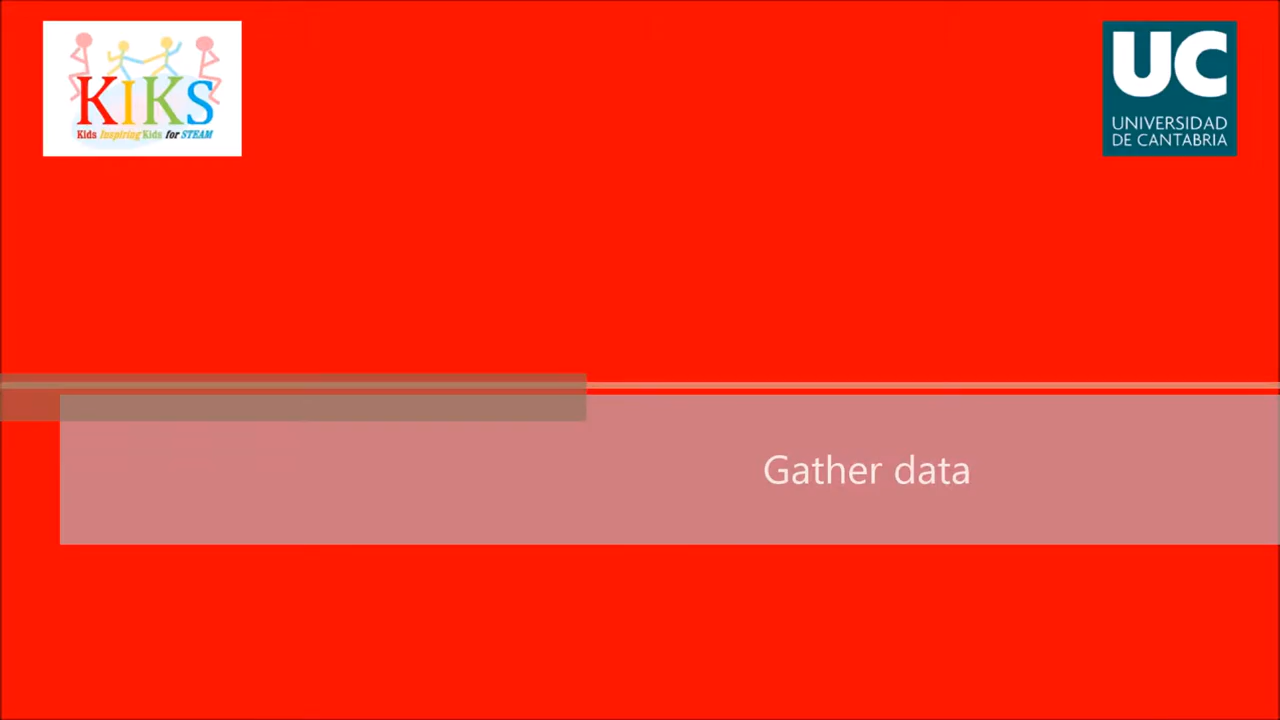 KIKS
Kids Inspiring Kids for STEAM
UC
UNIVERSIDAD
DE CANTABRIA
Gather data